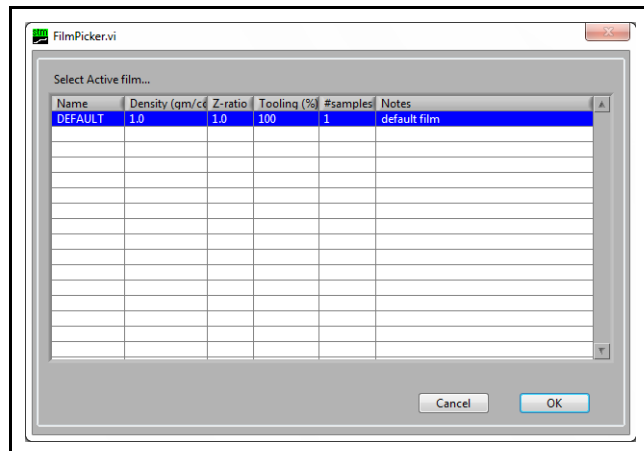 stm FilmPicker.vi
Select Active film...
Name Density (gm/cc Z-ratio Tooling (%) #samples Notes
DEFAULT 1.0 1.0 100 1 default film
Cancel OK